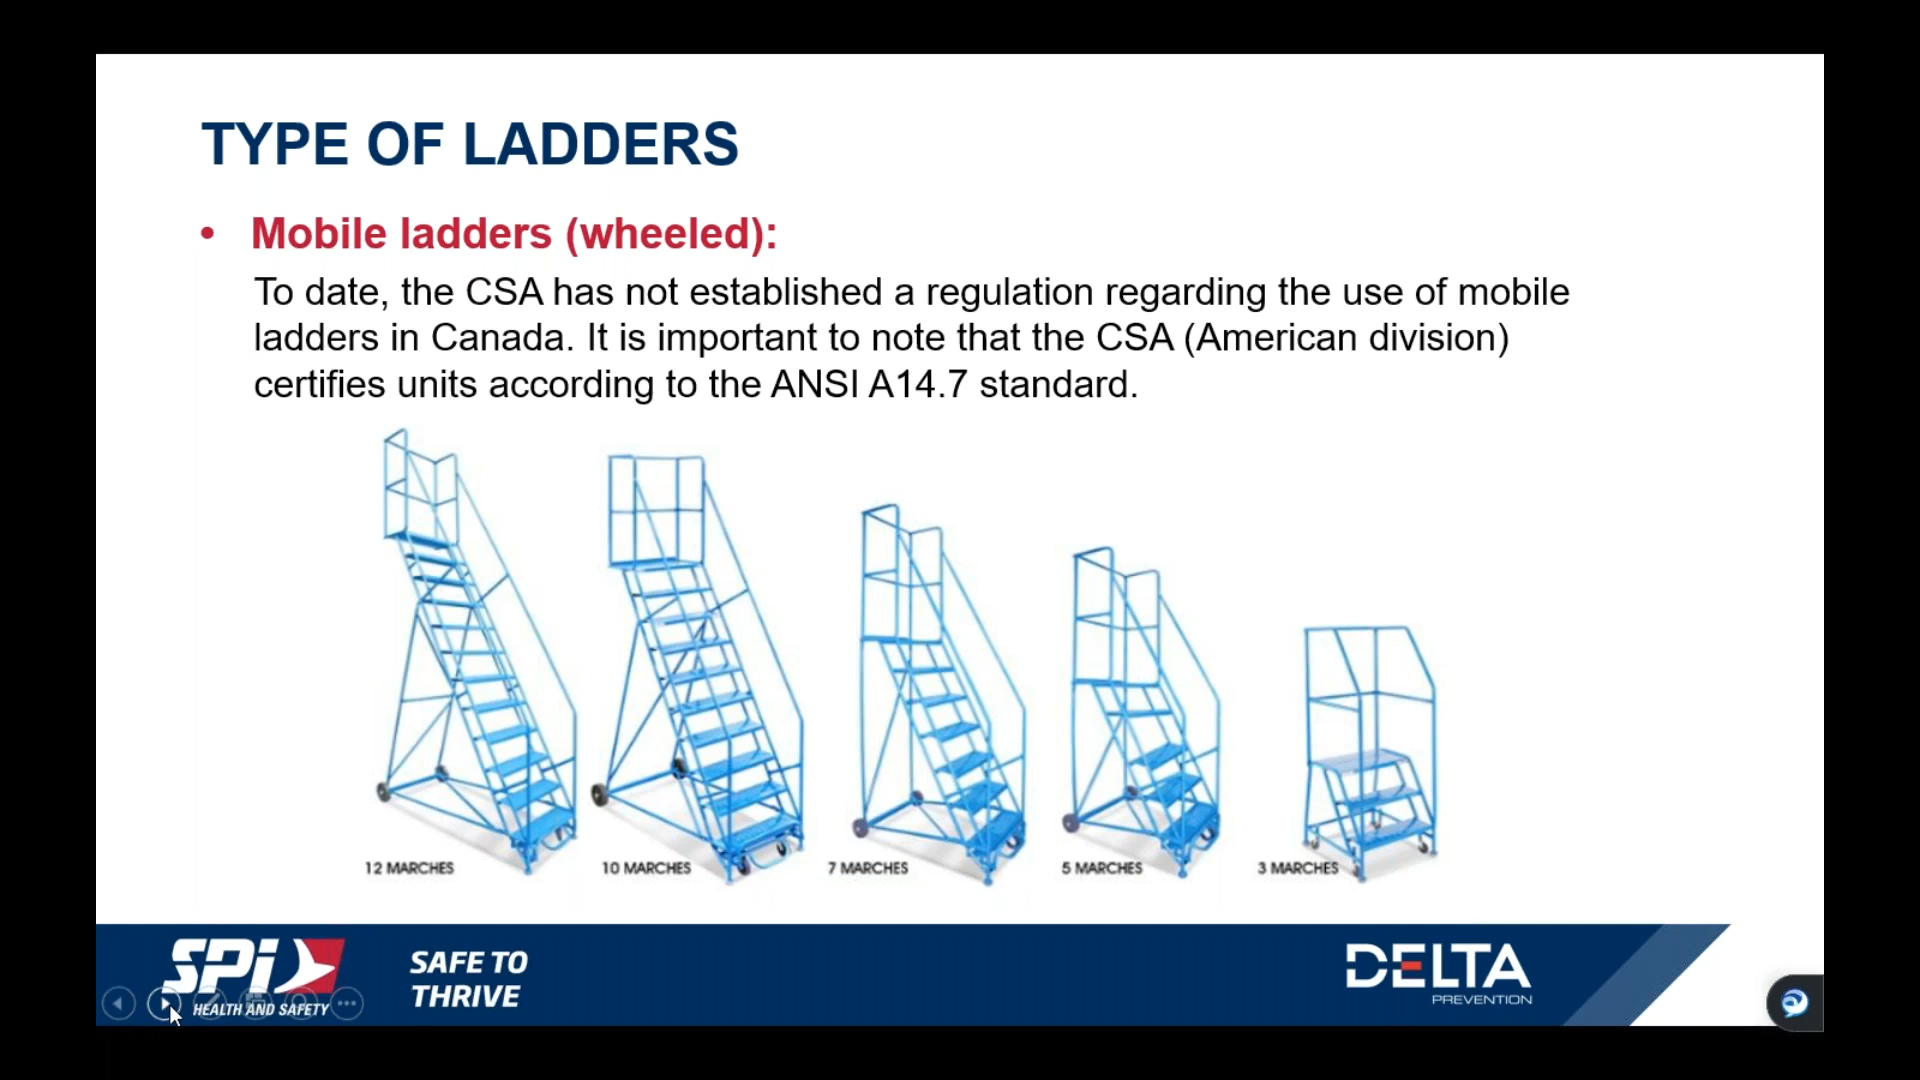 TYPE OF LADDERS
• Mobile ladders (wheeled):
To date, the CSA has not established a regulation regarding the use of mobile
ladders in Canada. It is important to note that the CSA (American division)
certifies units according to the ANSI A14.7 standard.
12 MARCHES
10 MARCHES
7 MARCHES
5 MARCHES
3 MARCHES
SPI
HEALTH AND SAFETY
SAFE TO
THRIVE
DELTA
PREVENTION